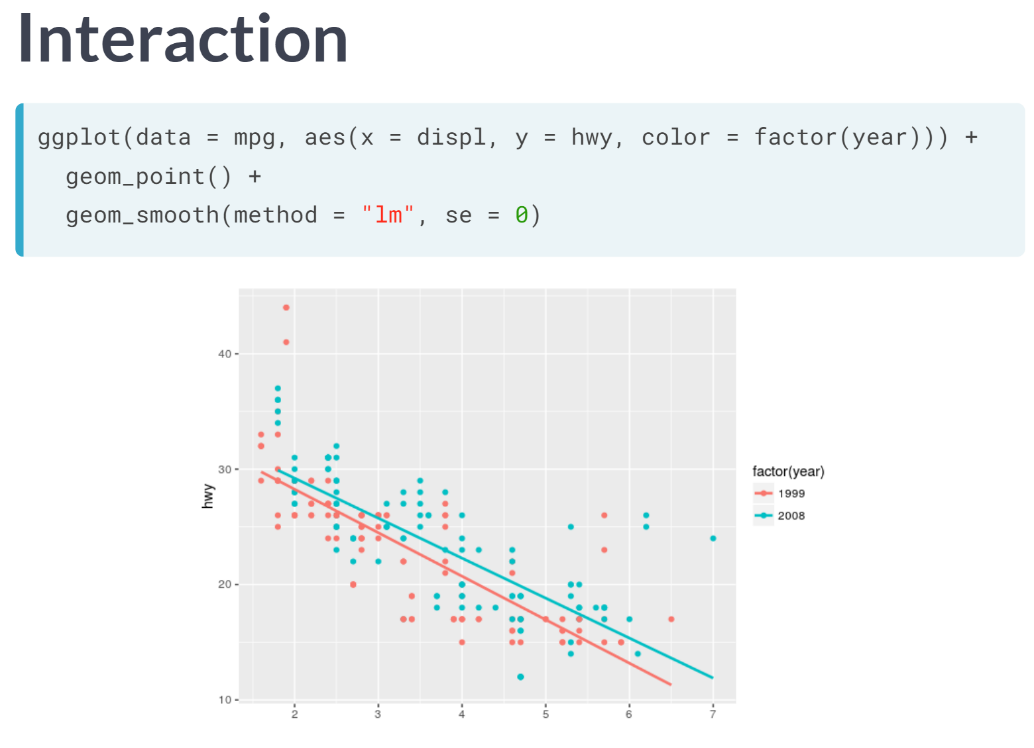 Interaction
ggplot(data = mpg, aes(x = displ, y = hwy, color = factor(year))) +
geom_point() +
geom_smooth(method = "lm", se = 0)
40
30
20
10
hwy
2 3 4 5 6 7
factor(year)
1999
2008